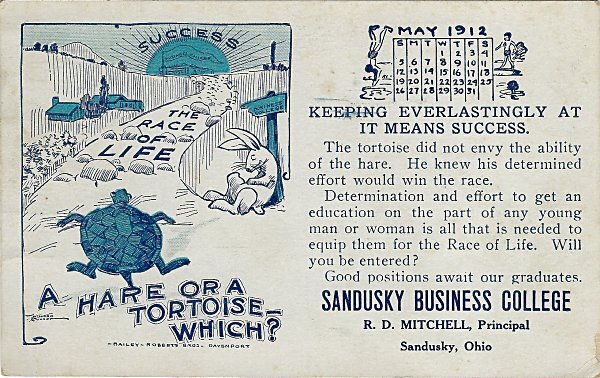 SUCCESS
BUSINESS
THE
RACE
OF
LIFE
A HARE OR A
TORTOISE—
WHICH?
-BAILEY-ROBERTS BROS. DAVENPORT
MAY 1912
S M T W T F S
1 2 3 4
5 6 7 8 9 10 11
12 13 14 15 16 17 18
19 20 21 22 23 24 25
26 27 28 29 30 31
KEEPING EVERLASTINGLY AT
IT MEANS SUCCESS.
The tortoise did not envy the ability
of the hare. He knew his determined
effort would win the race.
Determination and effort to get an
education on the part of any young
man or woman is all that is needed to
equip them for the Race of Life. Will
you be entered?
Good positions await our graduates.
SANDUSKY BUSINESS COLLEGE
R. D. MITCHELL, Principal
Sandusky, Ohio